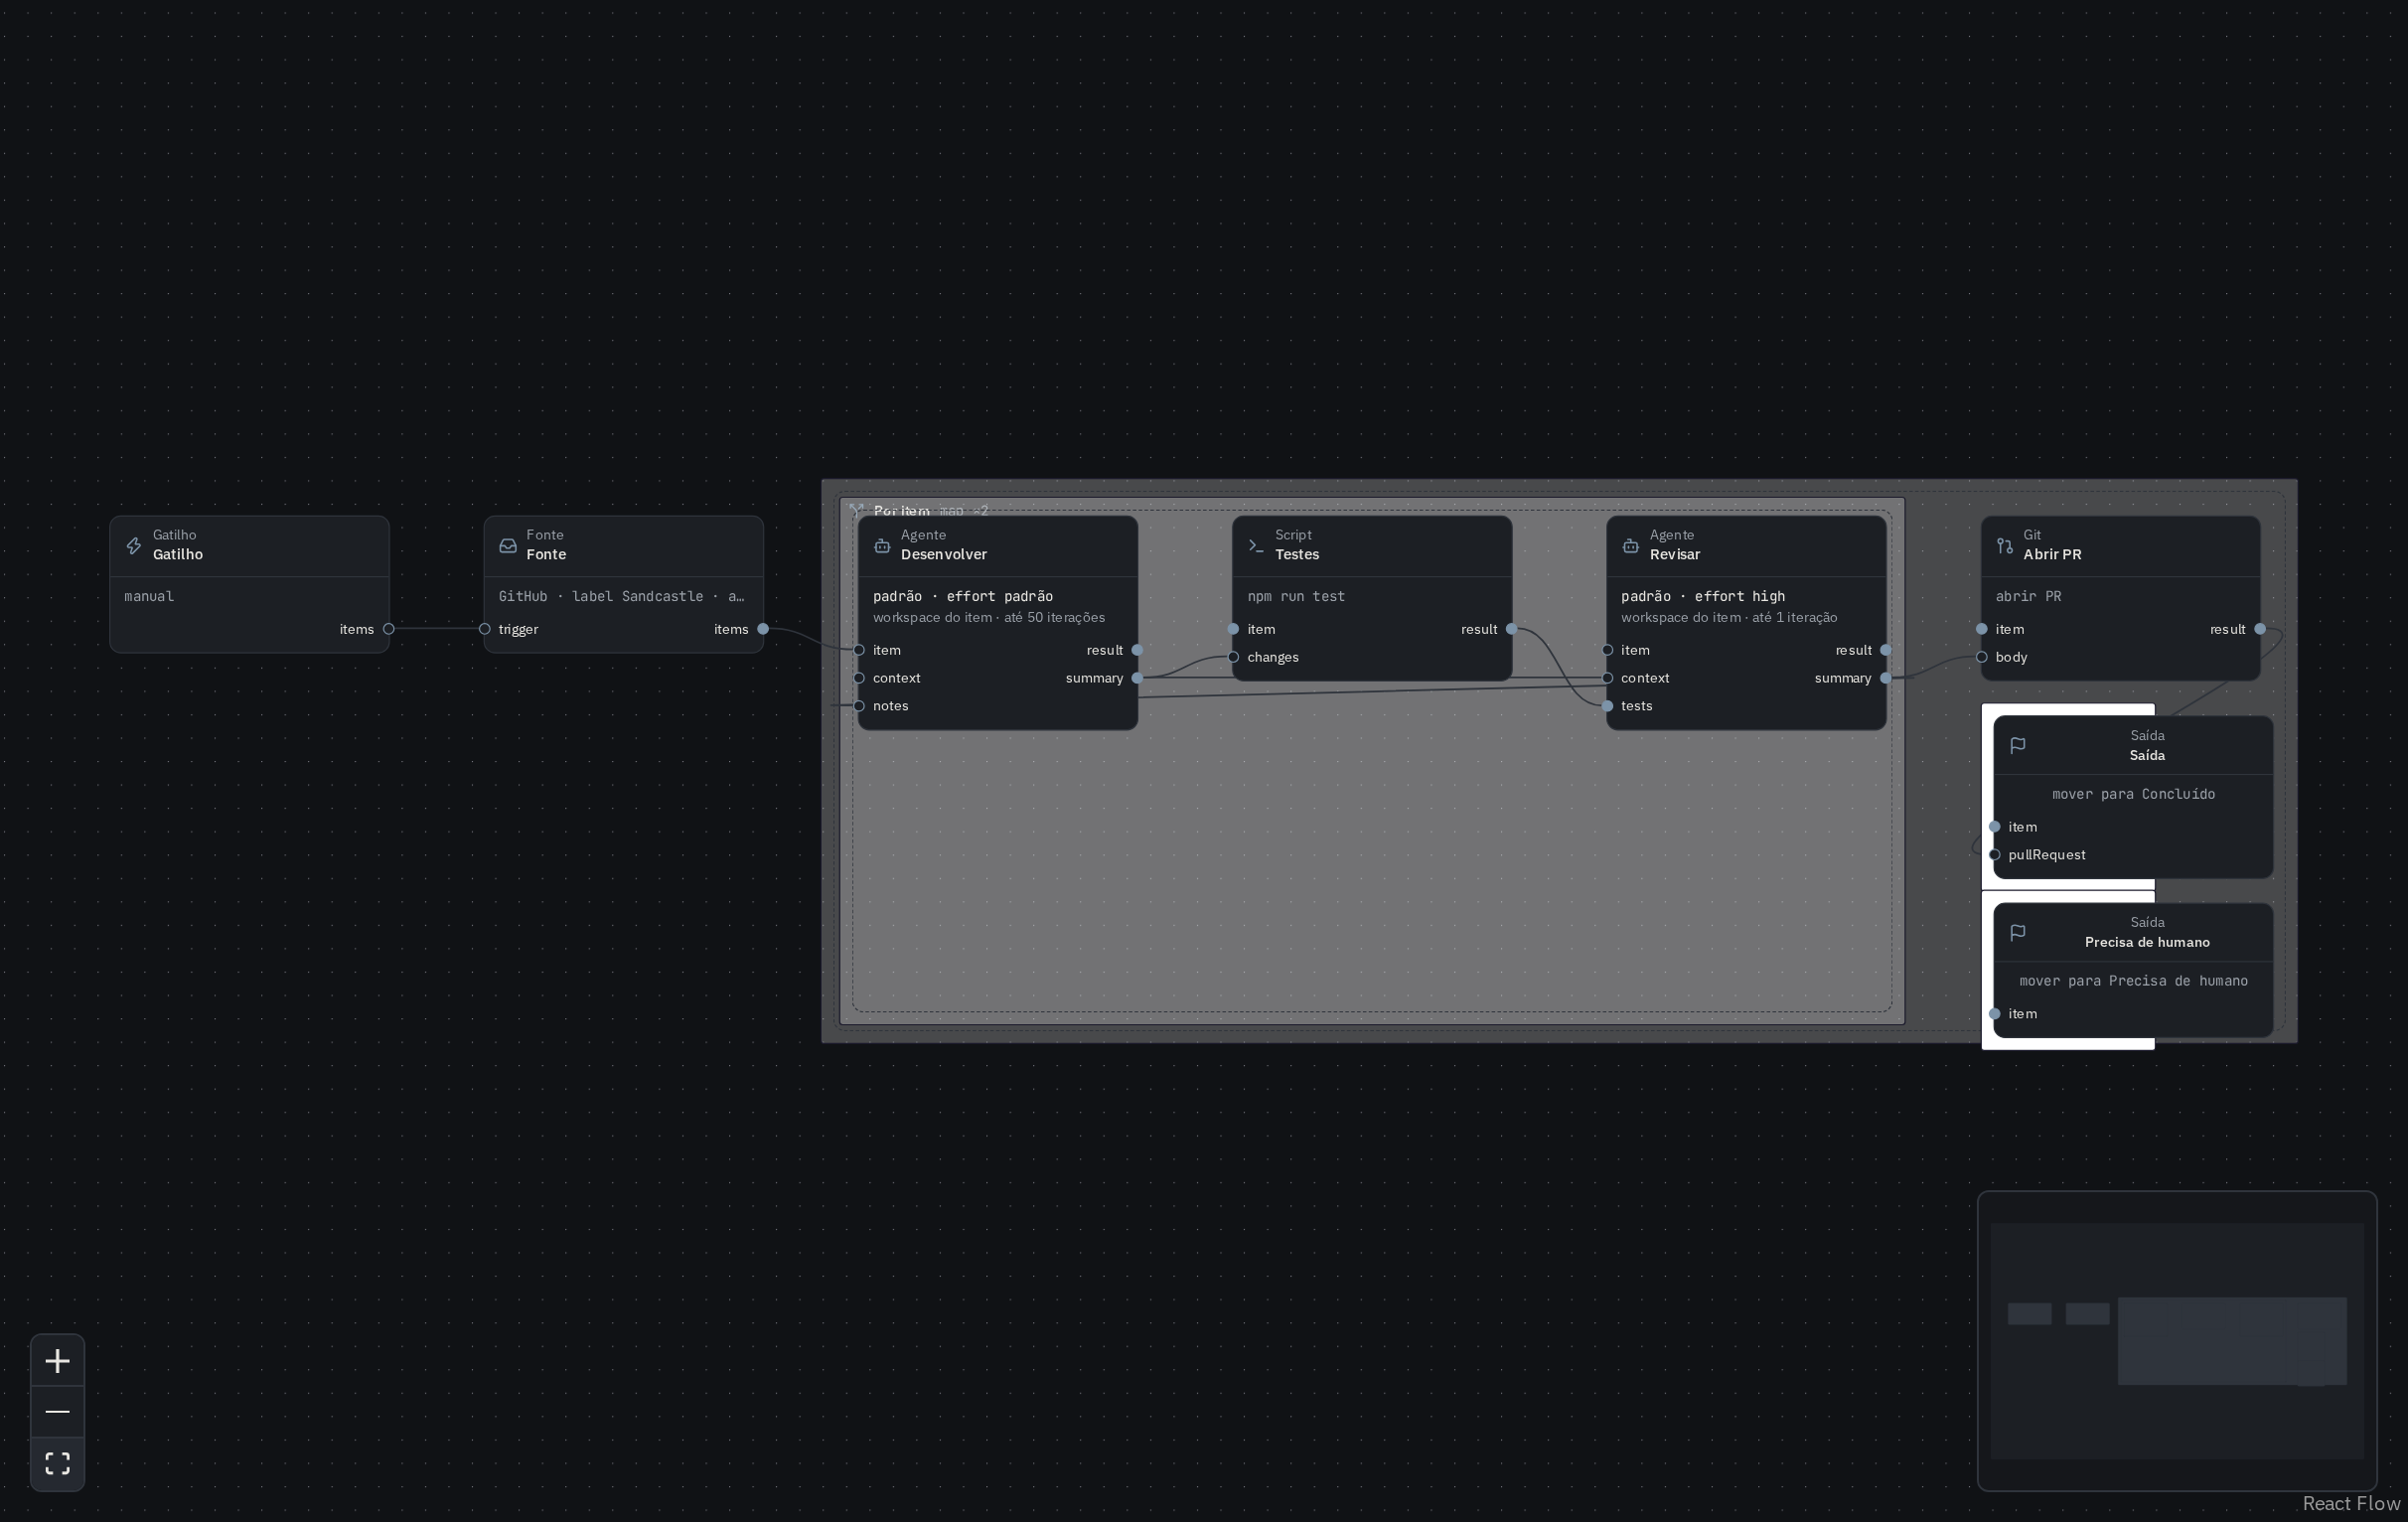 Gatilho
Gatilho
manual
items
Fonte
Fonte
GitHub · label Sandcastle · a…
trigger
items
Por item map ×2
Agente
Desenvolver
padrão · effort padrão
workspace do item · até 50 iterações
item
result
context
summary
notes
Script
Testes
npm run test
item
result
changes
Agente
Revisar
padrão · effort high
workspace do item · até 1 iteração
item
result
context
summary
tests
Git
Abrir PR
abrir PR
item
result
body
Saída
Saída
mover para Concluído
item
pullRequest
Saída
Precisa de humano
mover para Precisa de humano
item
React Flow